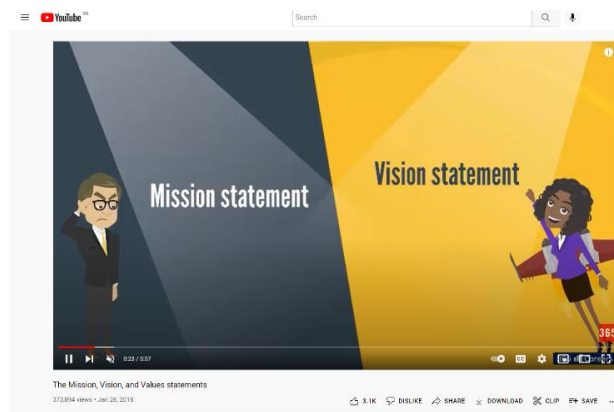 YouTube
Search
Mission statement
Vision statement
365
0:23 / 5:57
The Mission, Vision, and Values statements
373,894 views • Jan 26, 2018
3.1K DISLIKE SHARE DOWNLOAD CLIP SAVE